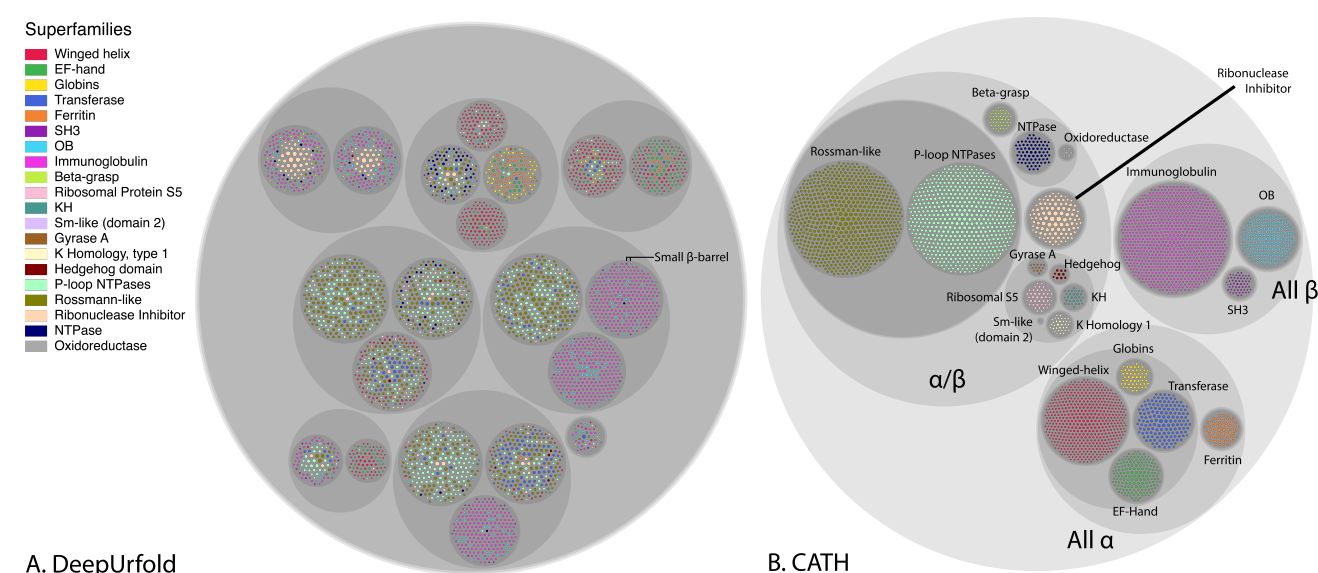 Superfamilies
Winged helix
EF-hand
Globins
Transferase
Ferritin
SH3
OB
Immunoglobulin
Beta-grasp
Ribosomal Protein S5
KH
Sm-like (domain 2)
Gyrase A
K Homology, type 1
Hedgehog domain
P-loop NTPases
Rossmann-like
Ribonuclease Inhibitor
NTPase
Oxidoreductase
Small β-barrel
A. DeepUrfold
Ribonuclease
Inhibitor
Beta-grasp
NTPase
Oxidoreductase
Rossman-like
P-loop NTPases
Immunoglobulin
OB
Gyrase A
Hedgehog
Ribosomal S5
KH
SH3
All β
Sm-like
(domain 2)
K Homology 1
Globins
α/β
Winged-helix
Transferase
Ferritin
EF-Hand
All α
B. CATH